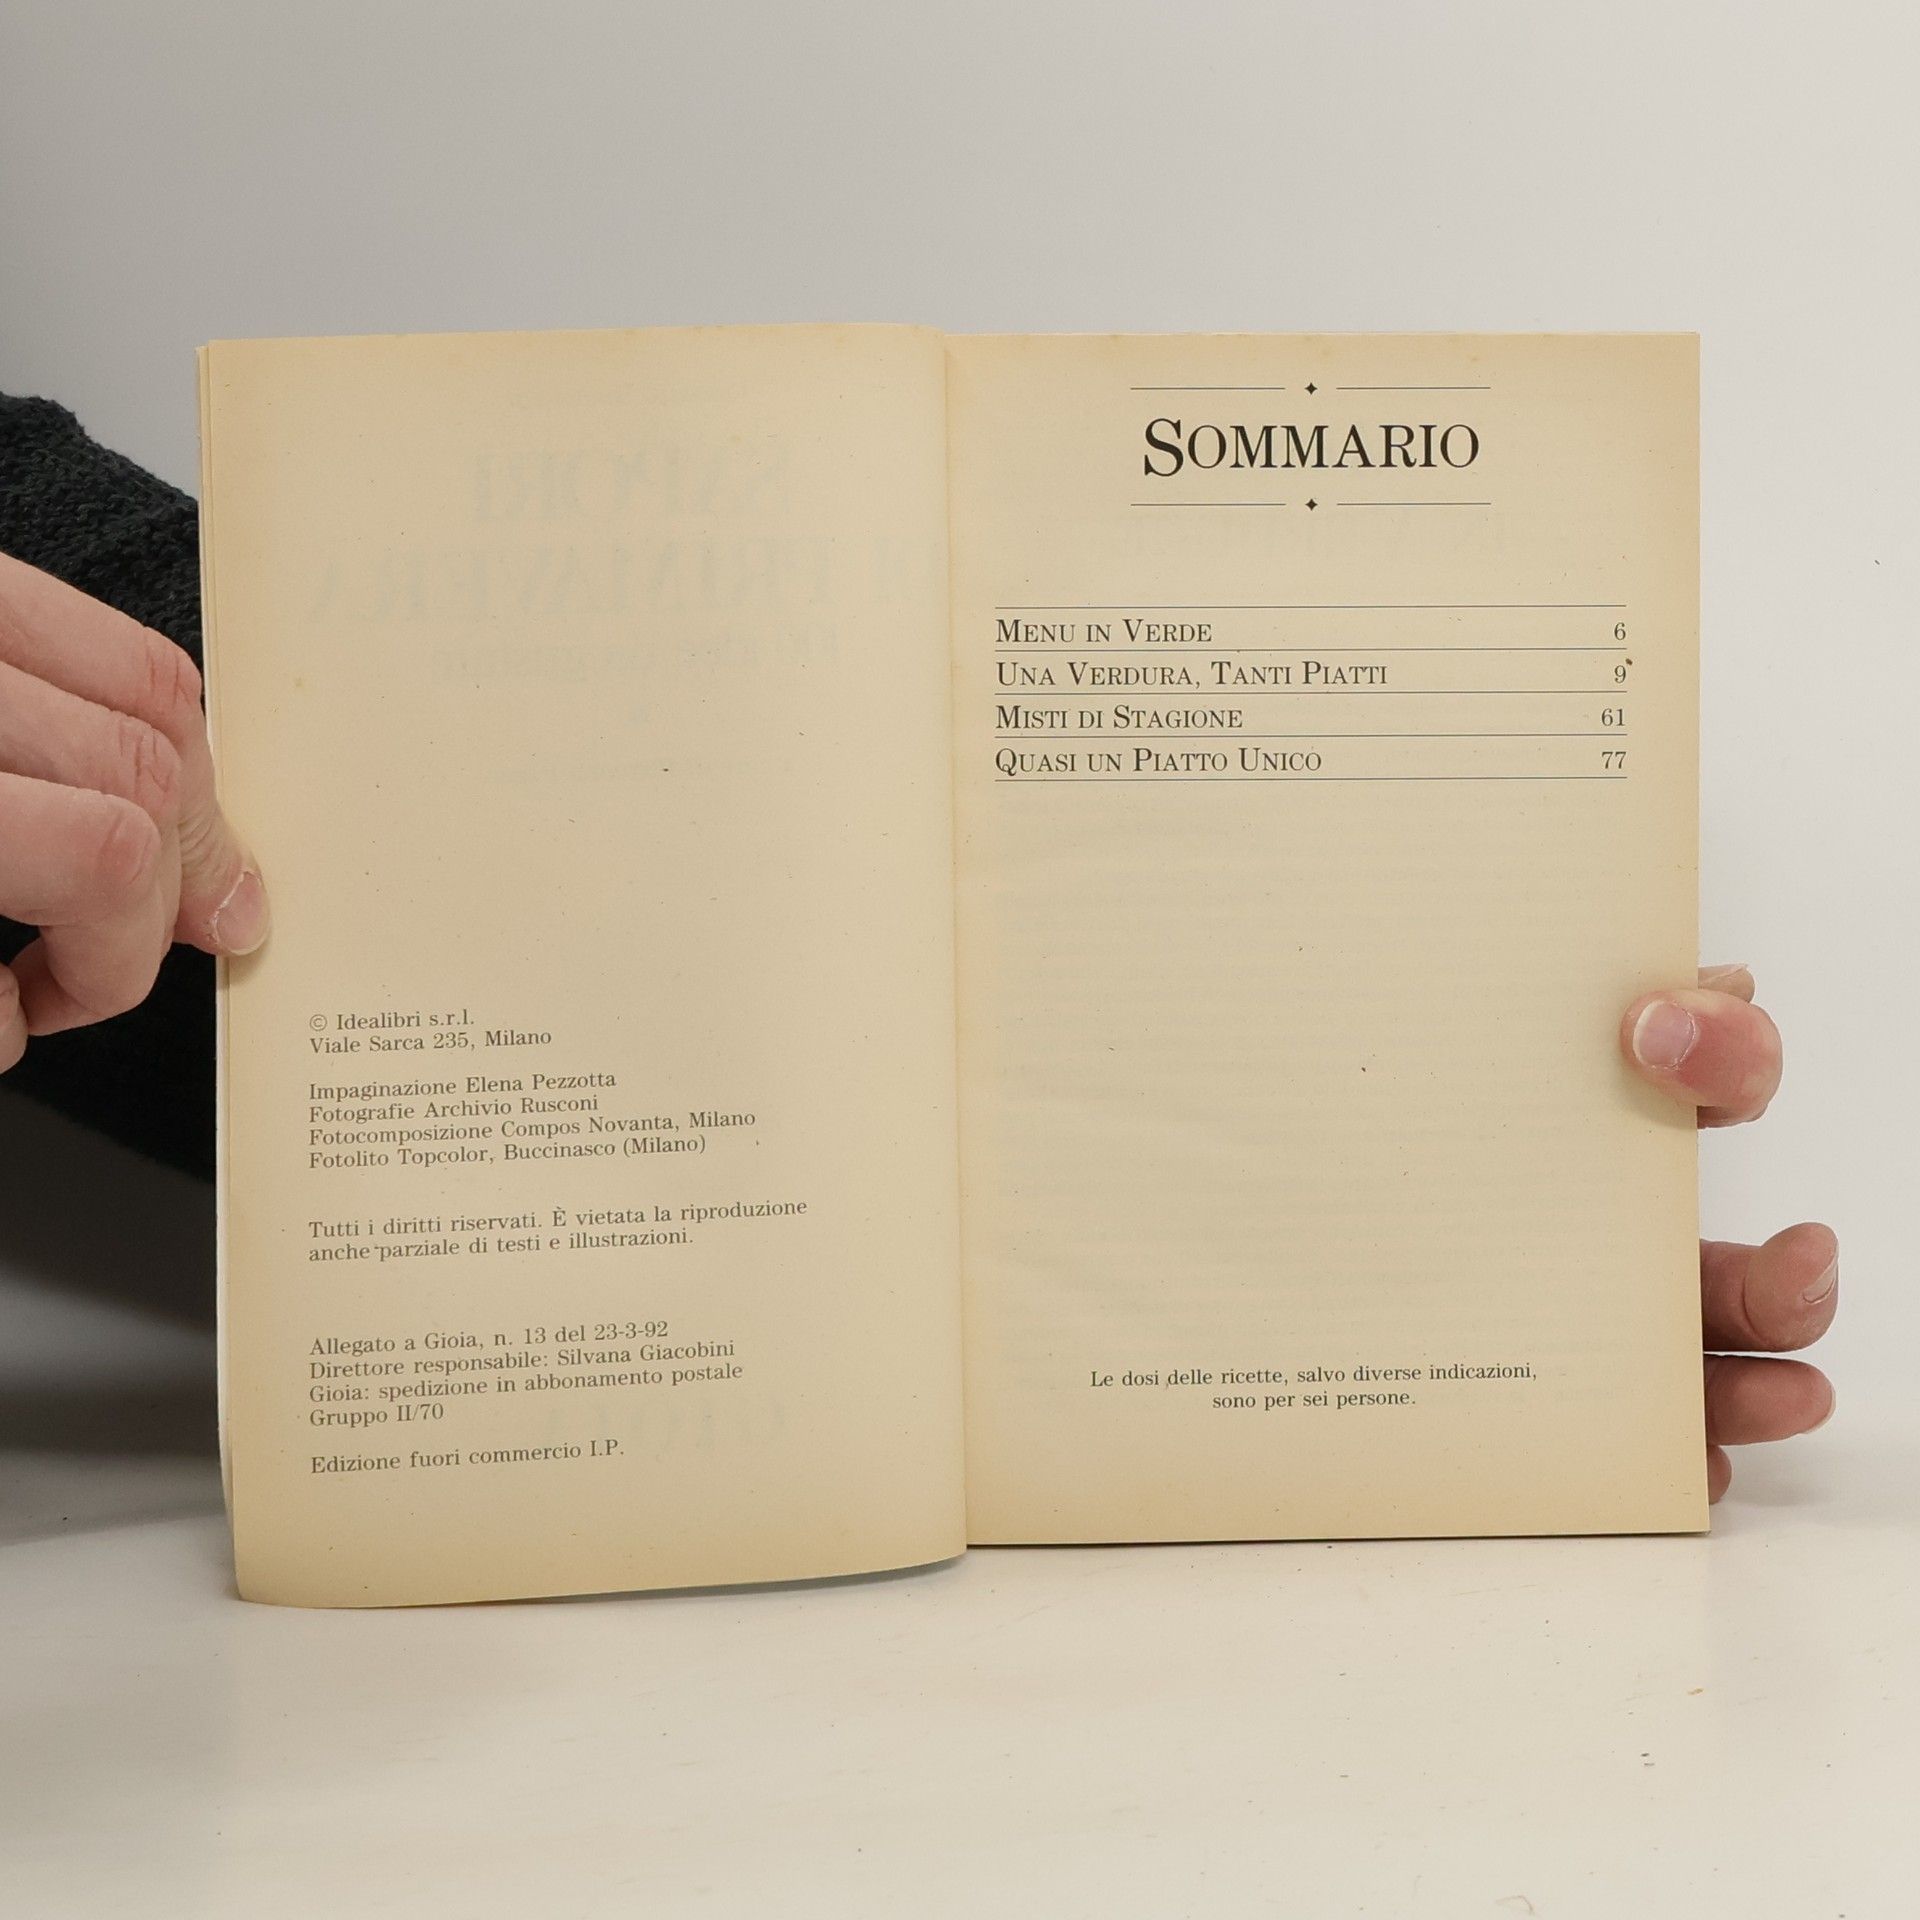 © Idealibri s.r.l.
Viale Sarca 235, Milano
Impaginazione Elena Pezzotta
Fotografie Archivio Rusconi
Fotocomposizione Compos Novanta, Milano
Fotolito Topcolor, Buccinasco (Milano)
Tutti i diritti riservati. È vietata la riproduzione
anche parziale di testi e illustrazioni.
Allegato a Gioia, n. 13 del 23-3-92
Direttore responsabile: Silvana Giacobini
Gioia: spedizione in abbonamento postale
Gruppo II/70
Edizione fuori commercio I.P.
SOMMARIO
MENU IN VERDE 6
UNA VERDURA, TANTI PIATTI 9
MISTI DI STAGIONE 61
QUASI UN PIATTO UNICO 77
Le dosi delle ricette, salvo diverse indicazioni,
sono per sei persone.